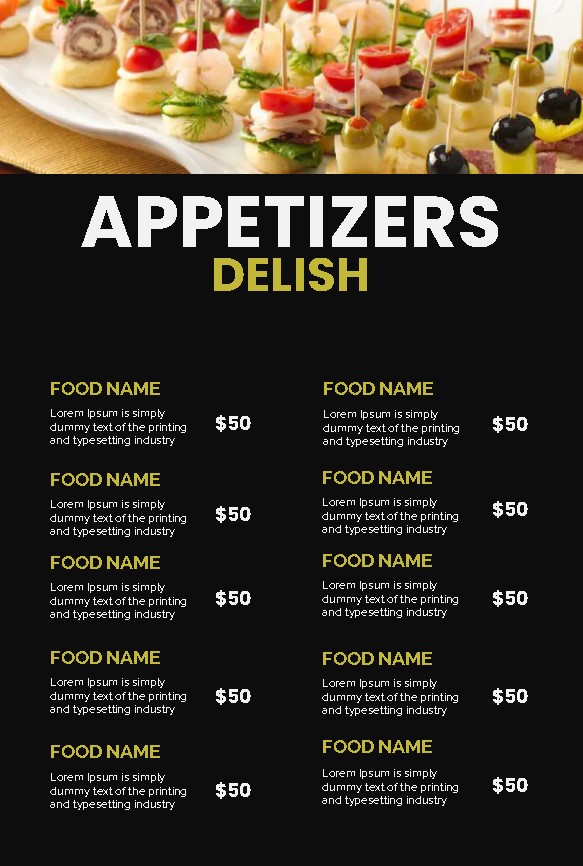 APPETIZERS
DELISH
FOOD NAME
Lorem Ipsum is simply
dummy text of the printing
and typesetting industry
$50
FOOD NAME
Lorem Ipsum is simply
dummy text of the printing
and typesetting industry
$50
FOOD NAME
Lorem Ipsum is simply
dummy text of the printing
and typesetting industry
$50
FOOD NAME
Lorem Ipsum is simply
dummy text of the printing
and typesetting industry
$50
FOOD NAME
Lorem Ipsum is simply
dummy text of the printing
and typesetting industry
$50
FOOD NAME
Lorem Ipsum is simply
dummy text of the printing
and typesetting industry
$50
FOOD NAME
Lorem Ipsum is simply
dummy text of the printing
and typesetting industry
$50
FOOD NAME
Lorem Ipsum is simply
dummy text of the printing
and typesetting industry
$50
FOOD NAME
Lorem Ipsum is simply
dummy text of the printing
and typesetting industry
$50
FOOD NAME
Lorem Ipsum is simply
dummy text of the printing
and typesetting industry
$50